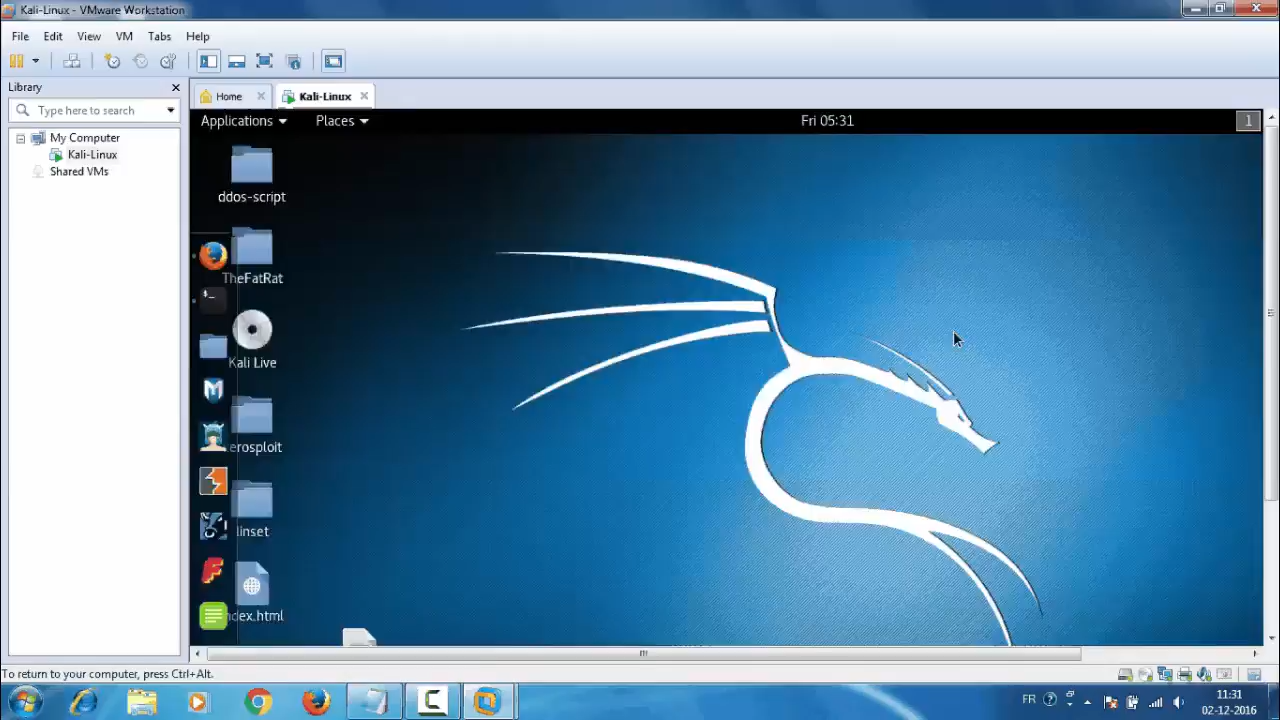 Kali-Linux - VMware Workstation
File Edit View VM Tabs Help
Library
Type here to search
My Computer
Kali-Linux
Shared VMs
Home
Kali-Linux
Applications Places Fri 05:31 1
ddos-script
TheFatRat
Kali Live
erosploit
linset
ndex.html
To return to your computer, press Ctrl+Alt.
FR
11:31
02-12-2016